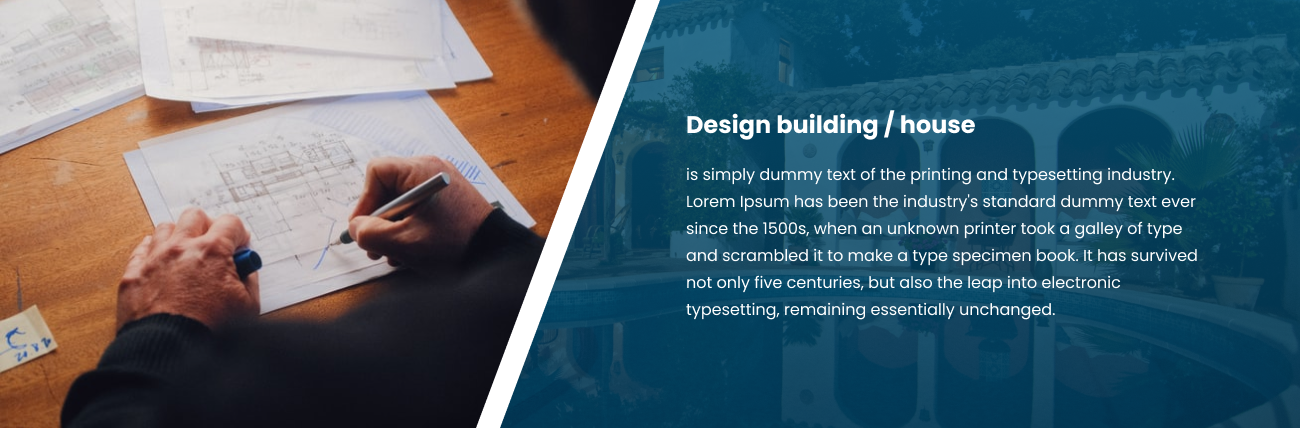 Design building / house
is simply dummy text of the printing and typesetting industry.
Lorem Ipsum has been the industry's standard dummy text ever
since the 1500s, when an unknown printer took a galley of type
and scrambled it to make a type specimen book. It has survived
not only five centuries, but also the leap into electronic
typesetting, remaining essentially unchanged.